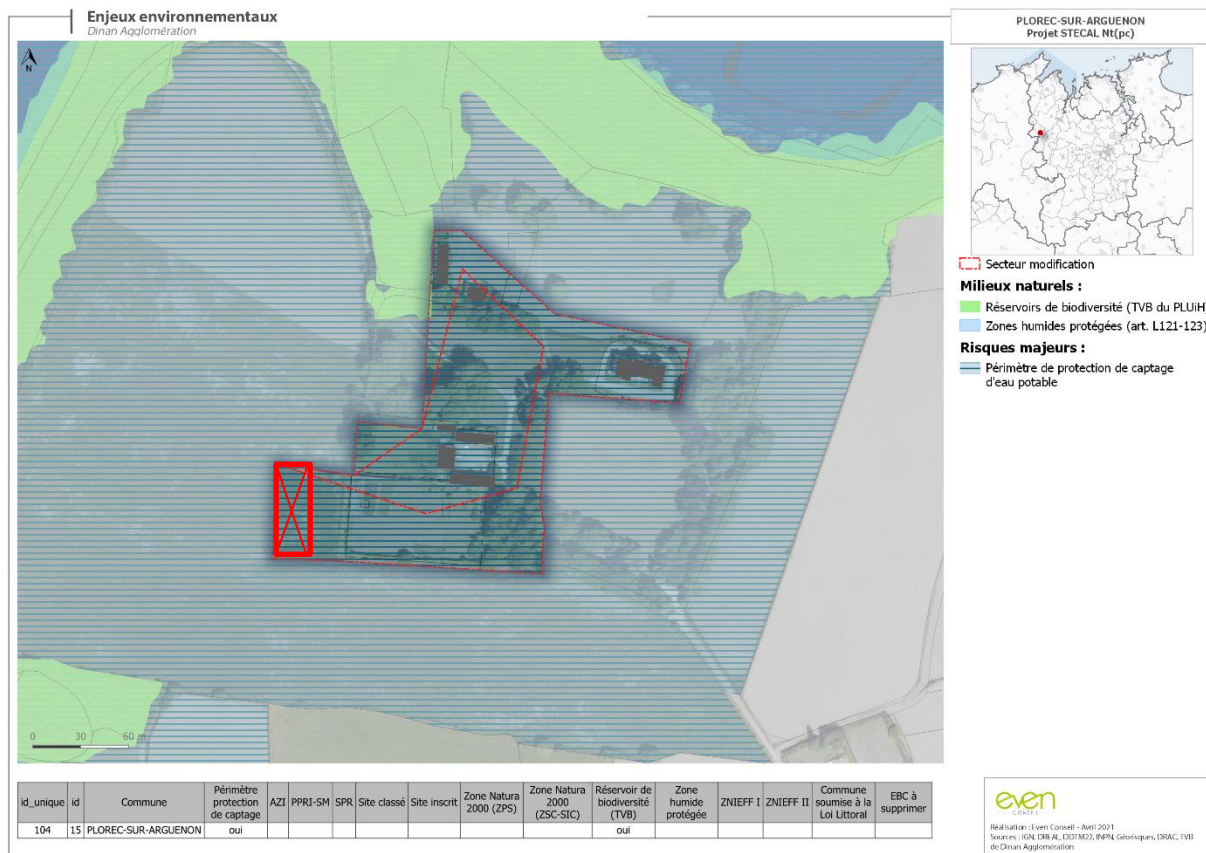 Enjeux environnementaux
Dinan Agglomération
PLOREC-SUR-ARGUENON
Projet STECAL Nt(pc)
N
Secteur modification
Milieux naturels :
Réservoirs de biodiversité (TVB du PLUiH)
Zones humides protégées (art. L121-123)
Risques majeurs :
Périmètre de protection de captage
d'eau potable
0 30 60 m
id_unique id Commune Périmètre protection de captage AZI PPRI-SM SPR Site classé Site inscrit Zone Natura 2000 (ZPS) Zone Natura 2000 (ZSC-SIC) Réservoir de biodiversité (TVB) Zone humide protégée ZNIEFF I ZNIEFF II Commune soumise à la Loi Littoral EBC à supprimer
104 15 PLOREC-SUR-ARGUENON oui oui
even
CONSEIL
Réalisation : Even Conseil - Avril 2021
Sources : IGN, DREAL, DDTM22, INPN, Géorisques, DRAC, TVB
de Dinan Agglomération